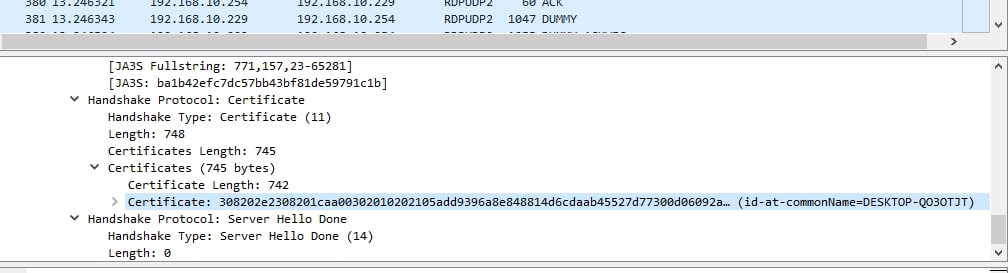 380 13.246321 192.168.10.254 192.168.10.229 RDPUDP2 60 ACK
381 13.246346 192.168.10.229 192.168.10.254 RDPUDP2 1047 DUMMY
[JA3S Fullstring: 771,157,23-65281]
[JA3S: ba1b42efc7dc57bb43bf81de59791c1b]
Handshake Protocol: Certificate
Handshake Type: Certificate (11)
Length: 748
Certificates Length: 745
Certificates (745 bytes)
Certificate Length: 742
Certificate: 308202e2308201caa00302010202105add9396a8e848814d6cdaab45527d77300d06092a… (id-at-commonName=DESKTOP-QO3OTJT)
Handshake Protocol: Server Hello Done
Handshake Type: Server Hello Done (14)
Length: 0